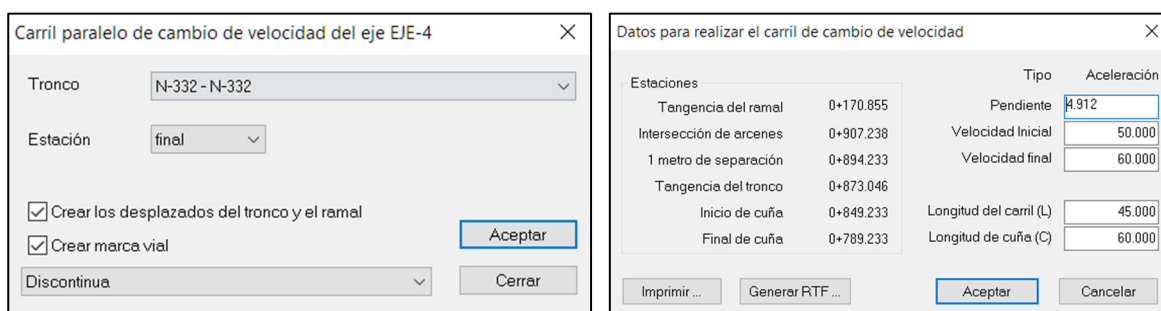 Carril paralelo de cambio de velocidad del eje EJE-4
Tronco N-332 - N-332
Estación final
Crear los desplazados del tronco y el ramal
Crear marca vial
Aceptar
Discontinua
Cerrar
Datos para realizar el carril de cambio de velocidad
Estaciones
Tangencia del ramal 0+170.855
Intersección de arcenes 0+907.238
1 metro de separación 0+894.233
Tangencia del tronco 0+873.046
Inicio de cuña 0+849.233
Final de cuña 0+789.233
Tipo Aceleración
Pendiente 4.912
Velocidad Inicial 50.000
Velocidad final 60.000
Longitud del carril (L) 45.000
Longitud de cuña (C) 60.000
Imprimir ... Generar RTF ... Aceptar Cancelar